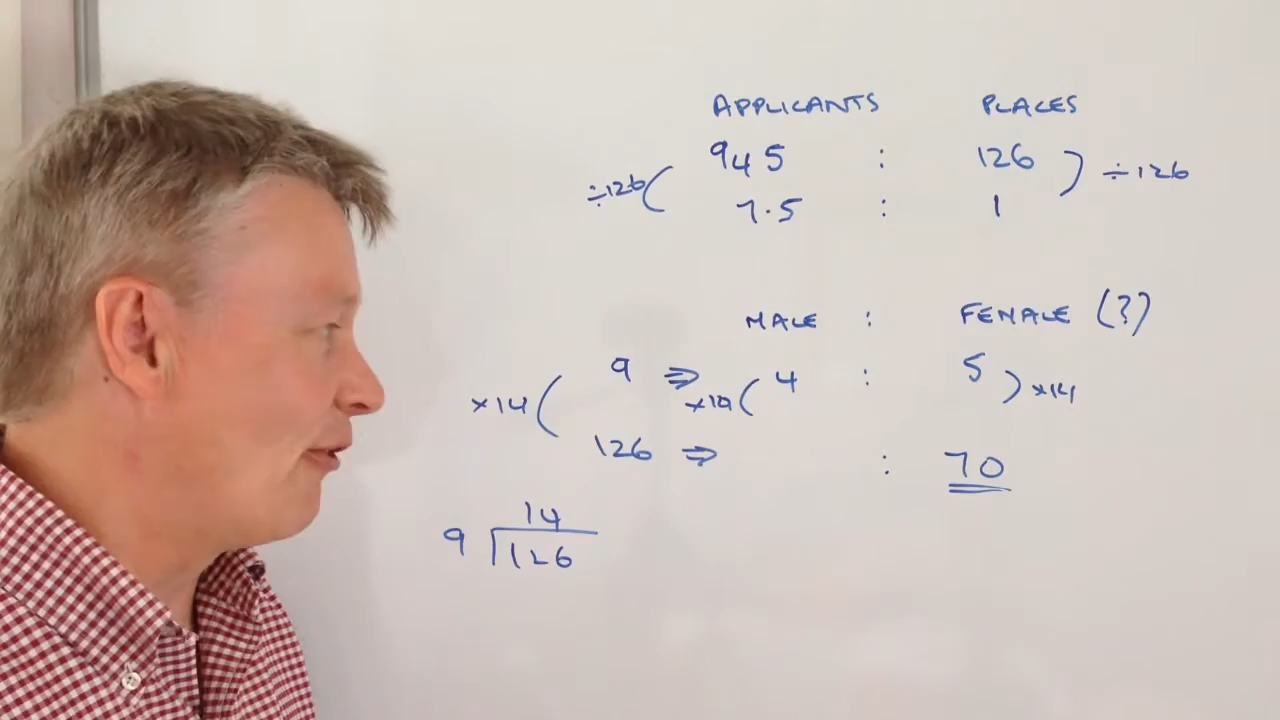 APPLICANTS PLACES
÷126 ( 945 : 126 ) ÷126
7.5 : 1
MALE : FEMALE (?)
×14 ( 9 ⇒ ×14 ( 4 : 5 ) ×14
126 ⇒ : 70
14
9 126